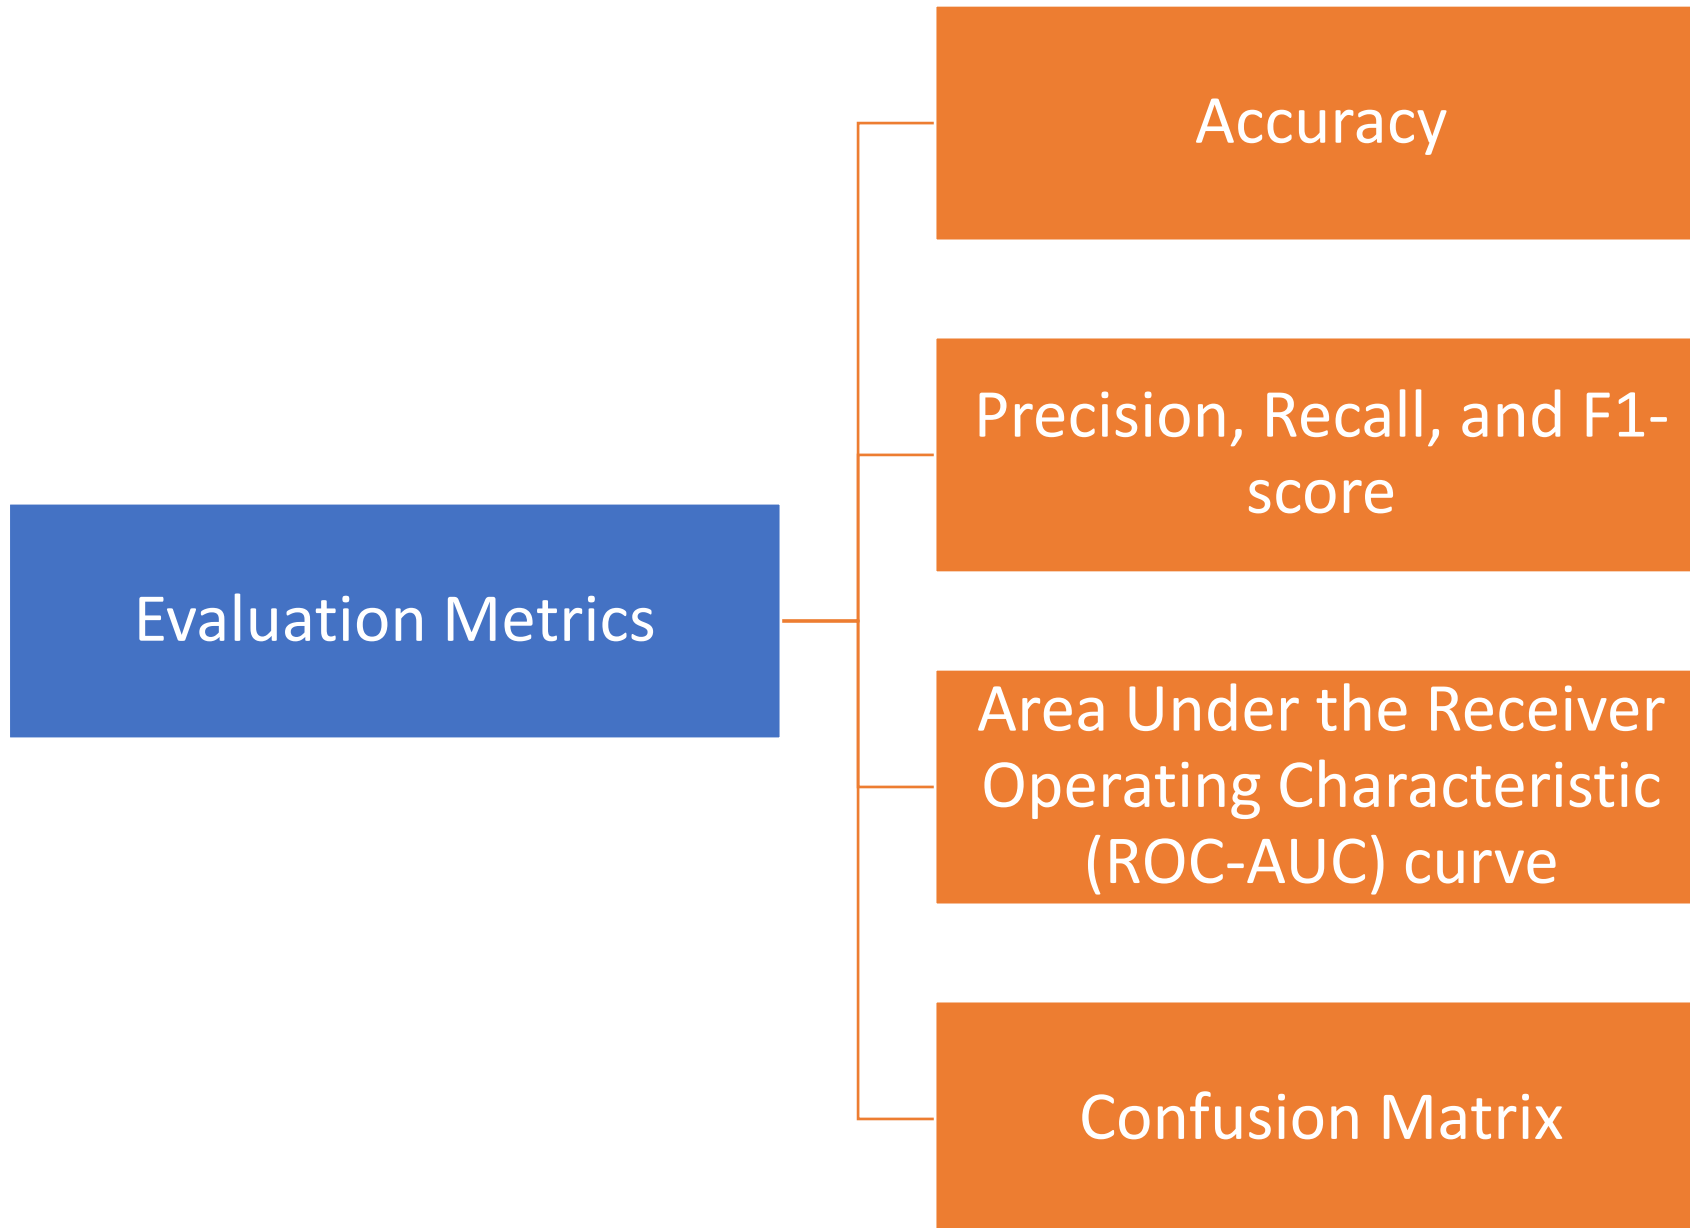 Accuracy
Precision, Recall, and F1-
score
Evaluation Metrics
Area Under the Receiver
Operating Characteristic
(ROC-AUC) curve
Confusion Matrix